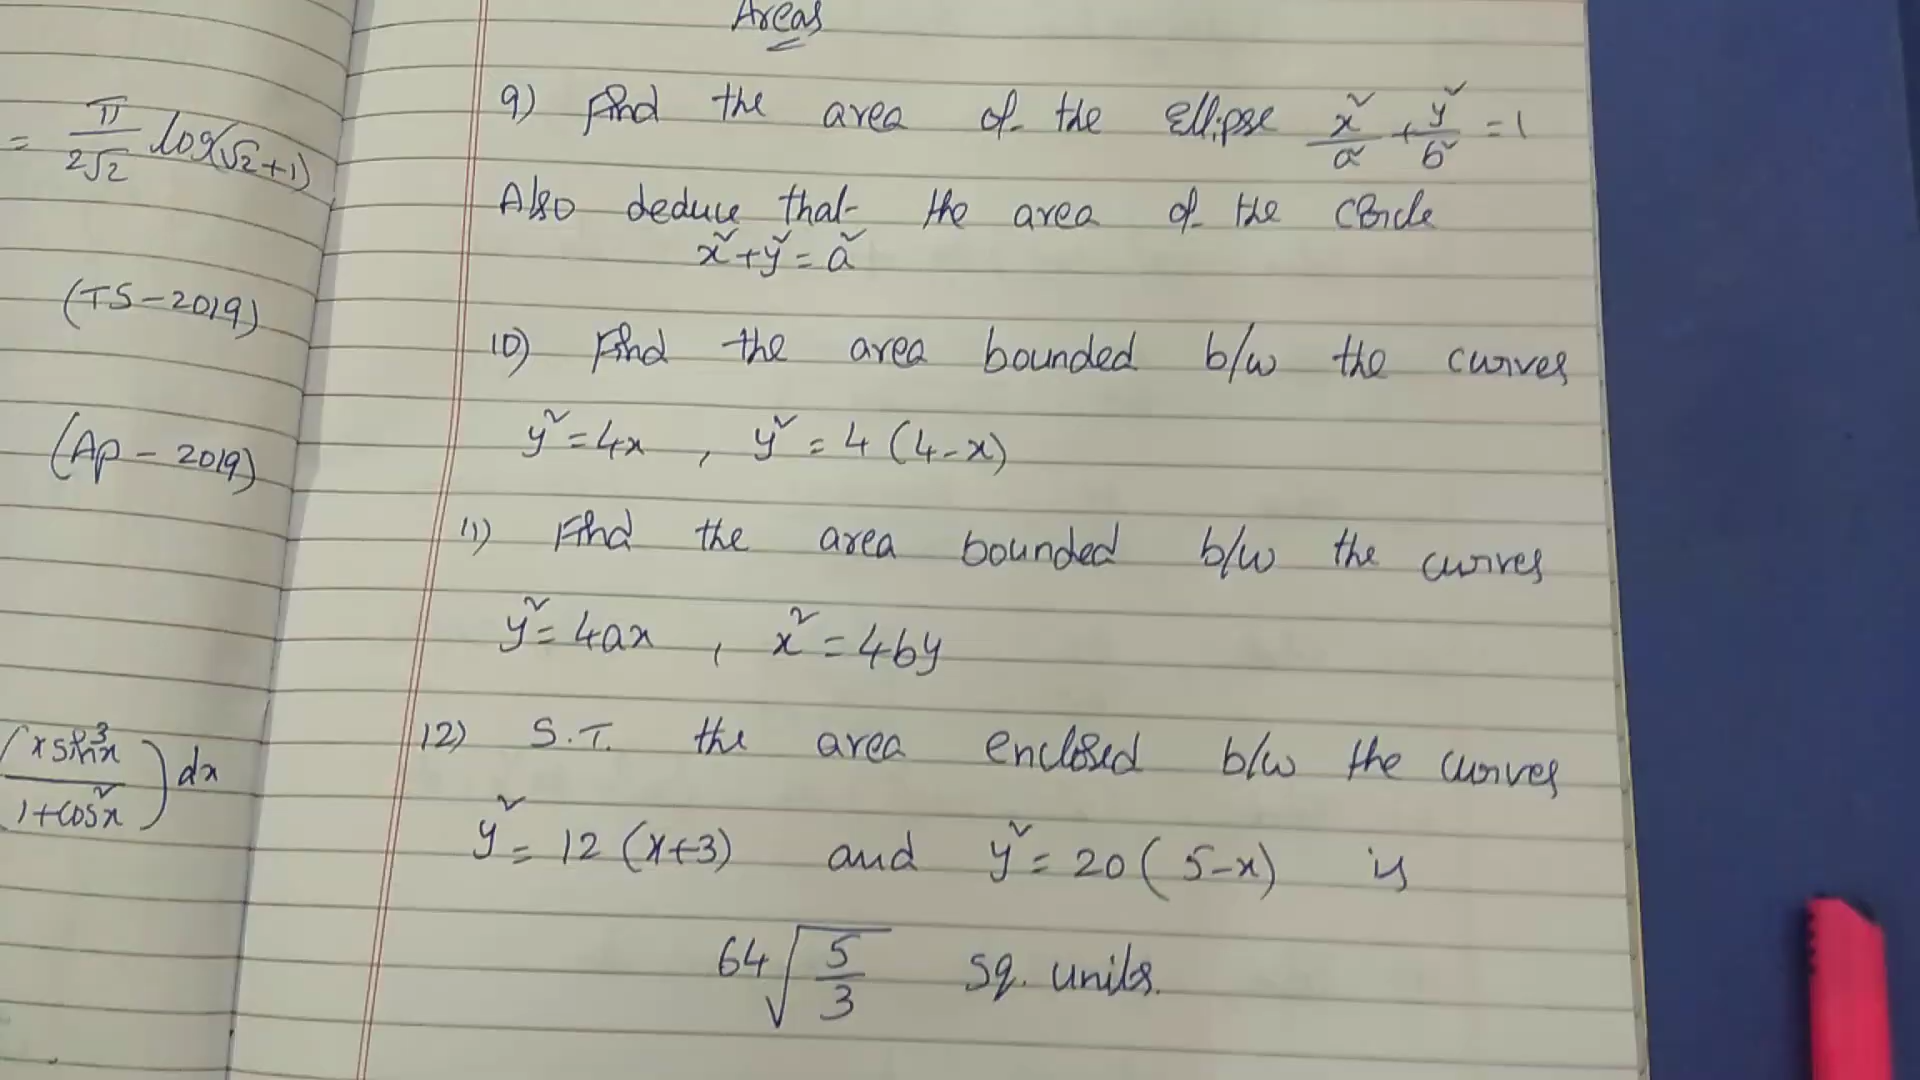 Areas
= π/2√2 log(√2+1)
(TS-2019)
(AP - 2019)
(x sin³x / 1+cos²x) dx
9) Find the area of the Ellipse x²/a² + y²/b² = 1
Also deduce that the area of the circle
x²+y² = a²
10) Find the area bounded b/w the curves
y² = 4x , y² = 4(4-x)
11) Find the area bounded b/w the curves
y² = 4ax , x² = 4by
12) S.T. the area enclosed b/w the curves
y² = 12(x+3) and y² = 20(5-x) is
64√5/3 sq. units.